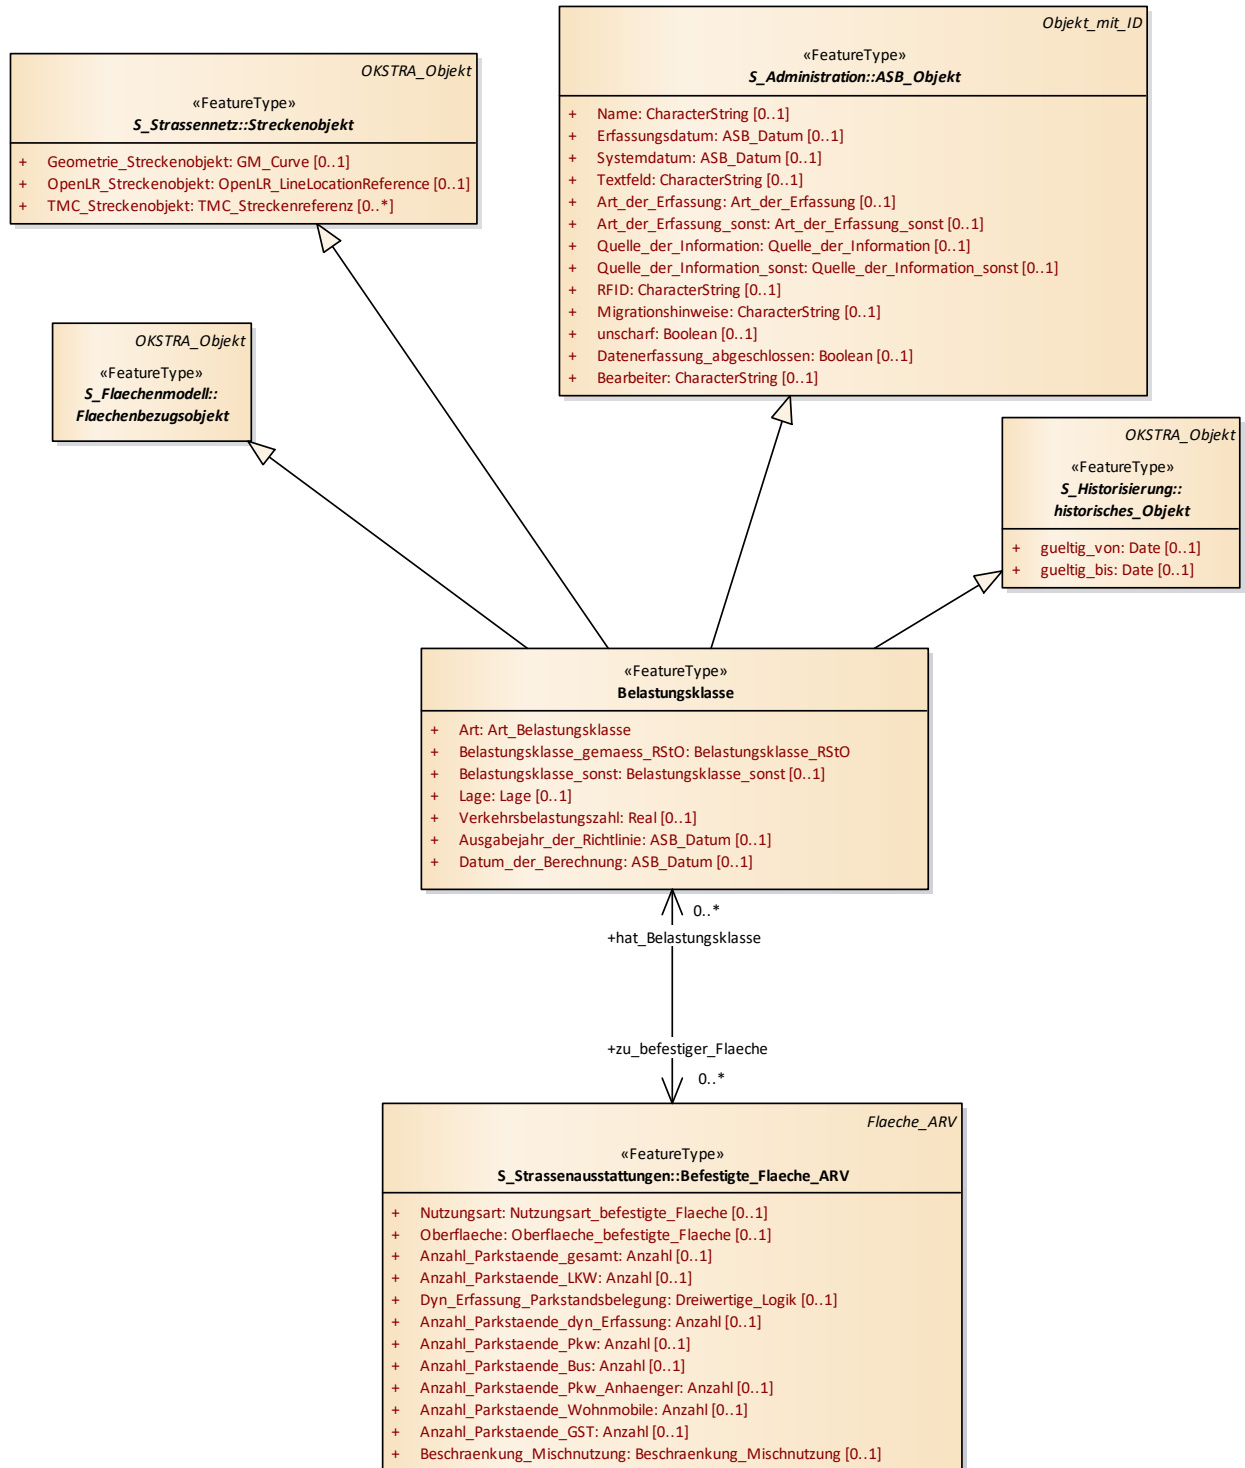 OKSTRA_Objekt
«FeatureType»
S_Strassennetz::Streckenobjekt
+ Geometrie_Streckenobjekt: GM_Curve [0..1]
+ OpenLR_Streckenobjekt: OpenLR_LineLocationReference [0..1]
+ TMC_Streckenobjekt: TMC_Streckenreferenz [0..*]
Objekt_mit_ID
«FeatureType»
S_Administration::ASB_Objekt
+ Name: CharacterString [0..1]
+ Erfassungsdatum: ASB_Datum [0..1]
+ Systemdatum: ASB_Datum [0..1]
+ Textfeld: CharacterString [0..1]
+ Art_der_Erfassung: Art_der_Erfassung [0..1]
+ Art_der_Erfassung_sonst: Art_der_Erfassung_sonst [0..1]
+ Quelle_der_Information: Quelle_der_Information [0..1]
+ Quelle_der_Information_sonst: Quelle_der_Information_sonst [0..1]
+ RFID: CharacterString [0..1]
+ Migrationshinweise: CharacterString [0..1]
+ unscharf: Boolean [0..1]
+ Datenerfassung_abgeschlossen: Boolean [0..1]
+ Bearbeiter: CharacterString [0..1]
OKSTRA_Objekt
«FeatureType»
S_Flaechenmodell::
Flaechenbezugsobjekt
OKSTRA_Objekt
«FeatureType»
S_Historisierung::
historisches_Objekt
+ gueltig_von: Date [0..1]
+ gueltig_bis: Date [0..1]
«FeatureType»
Belastungsklasse
+ Art: Art_Belastungsklasse
+ Belastungsklasse_gemaess_RStO: Belastungsklasse_RStO
+ Belastungsklasse_sonst: Belastungsklasse_sonst [0..1]
+ Lage: Lage [0..1]
+ Verkehrsbelastungszahl: Real [0..1]
+ Ausgabejahr_der_Richtlinie: ASB_Datum [0..1]
+ Datum_der_Berechnung: ASB_Datum [0..1]
0..*
+hat_Belastungsklasse
+zu_befestiger_Flaeche
0..*
Flaeche_ARV
«FeatureType»
S_Strassenausstattungen::Befestigte_Flaeche_ARV
+ Nutzungsart: Nutzungsart_befestigte_Flaeche [0..1]
+ Oberflaeche: Oberflaeche_befestigte_Flaeche [0..1]
+ Anzahl_Parkstaende_gesamt: Anzahl [0..1]
+ Anzahl_Parkstaende_LKW: Anzahl [0..1]
+ Dyn_Erfassung_Parkstandsbelegung: Dreiwertige_Logik [0..1]
+ Anzahl_Parkstaende_dyn_Erfassung: Anzahl [0..1]
+ Anzahl_Parkstaende_Pkw: Anzahl [0..1]
+ Anzahl_Parkstaende_Bus: Anzahl [0..1]
+ Anzahl_Parkstaende_Pkw_Anhaenger: Anzahl [0..1]
+ Anzahl_Parkstaende_Wohnmobile: Anzahl [0..1]
+ Anzahl_Parkstaende_GST: Anzahl [0..1]
+ Beschraenkung_Mischnutzung: Beschraenkung_Mischnutzung [0..1]